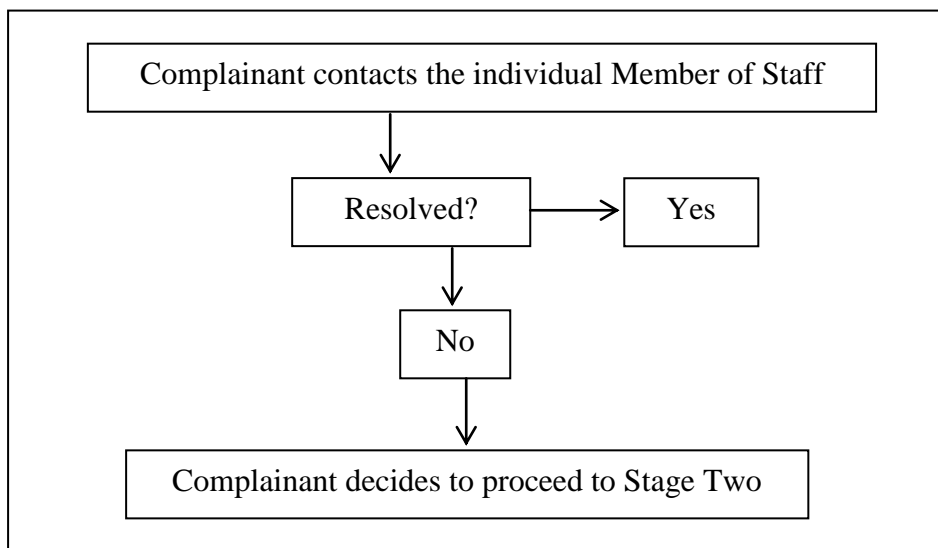 Complainant contacts the individual Member of Staff
Resolved?
Yes
No
Complainant decides to proceed to Stage Two